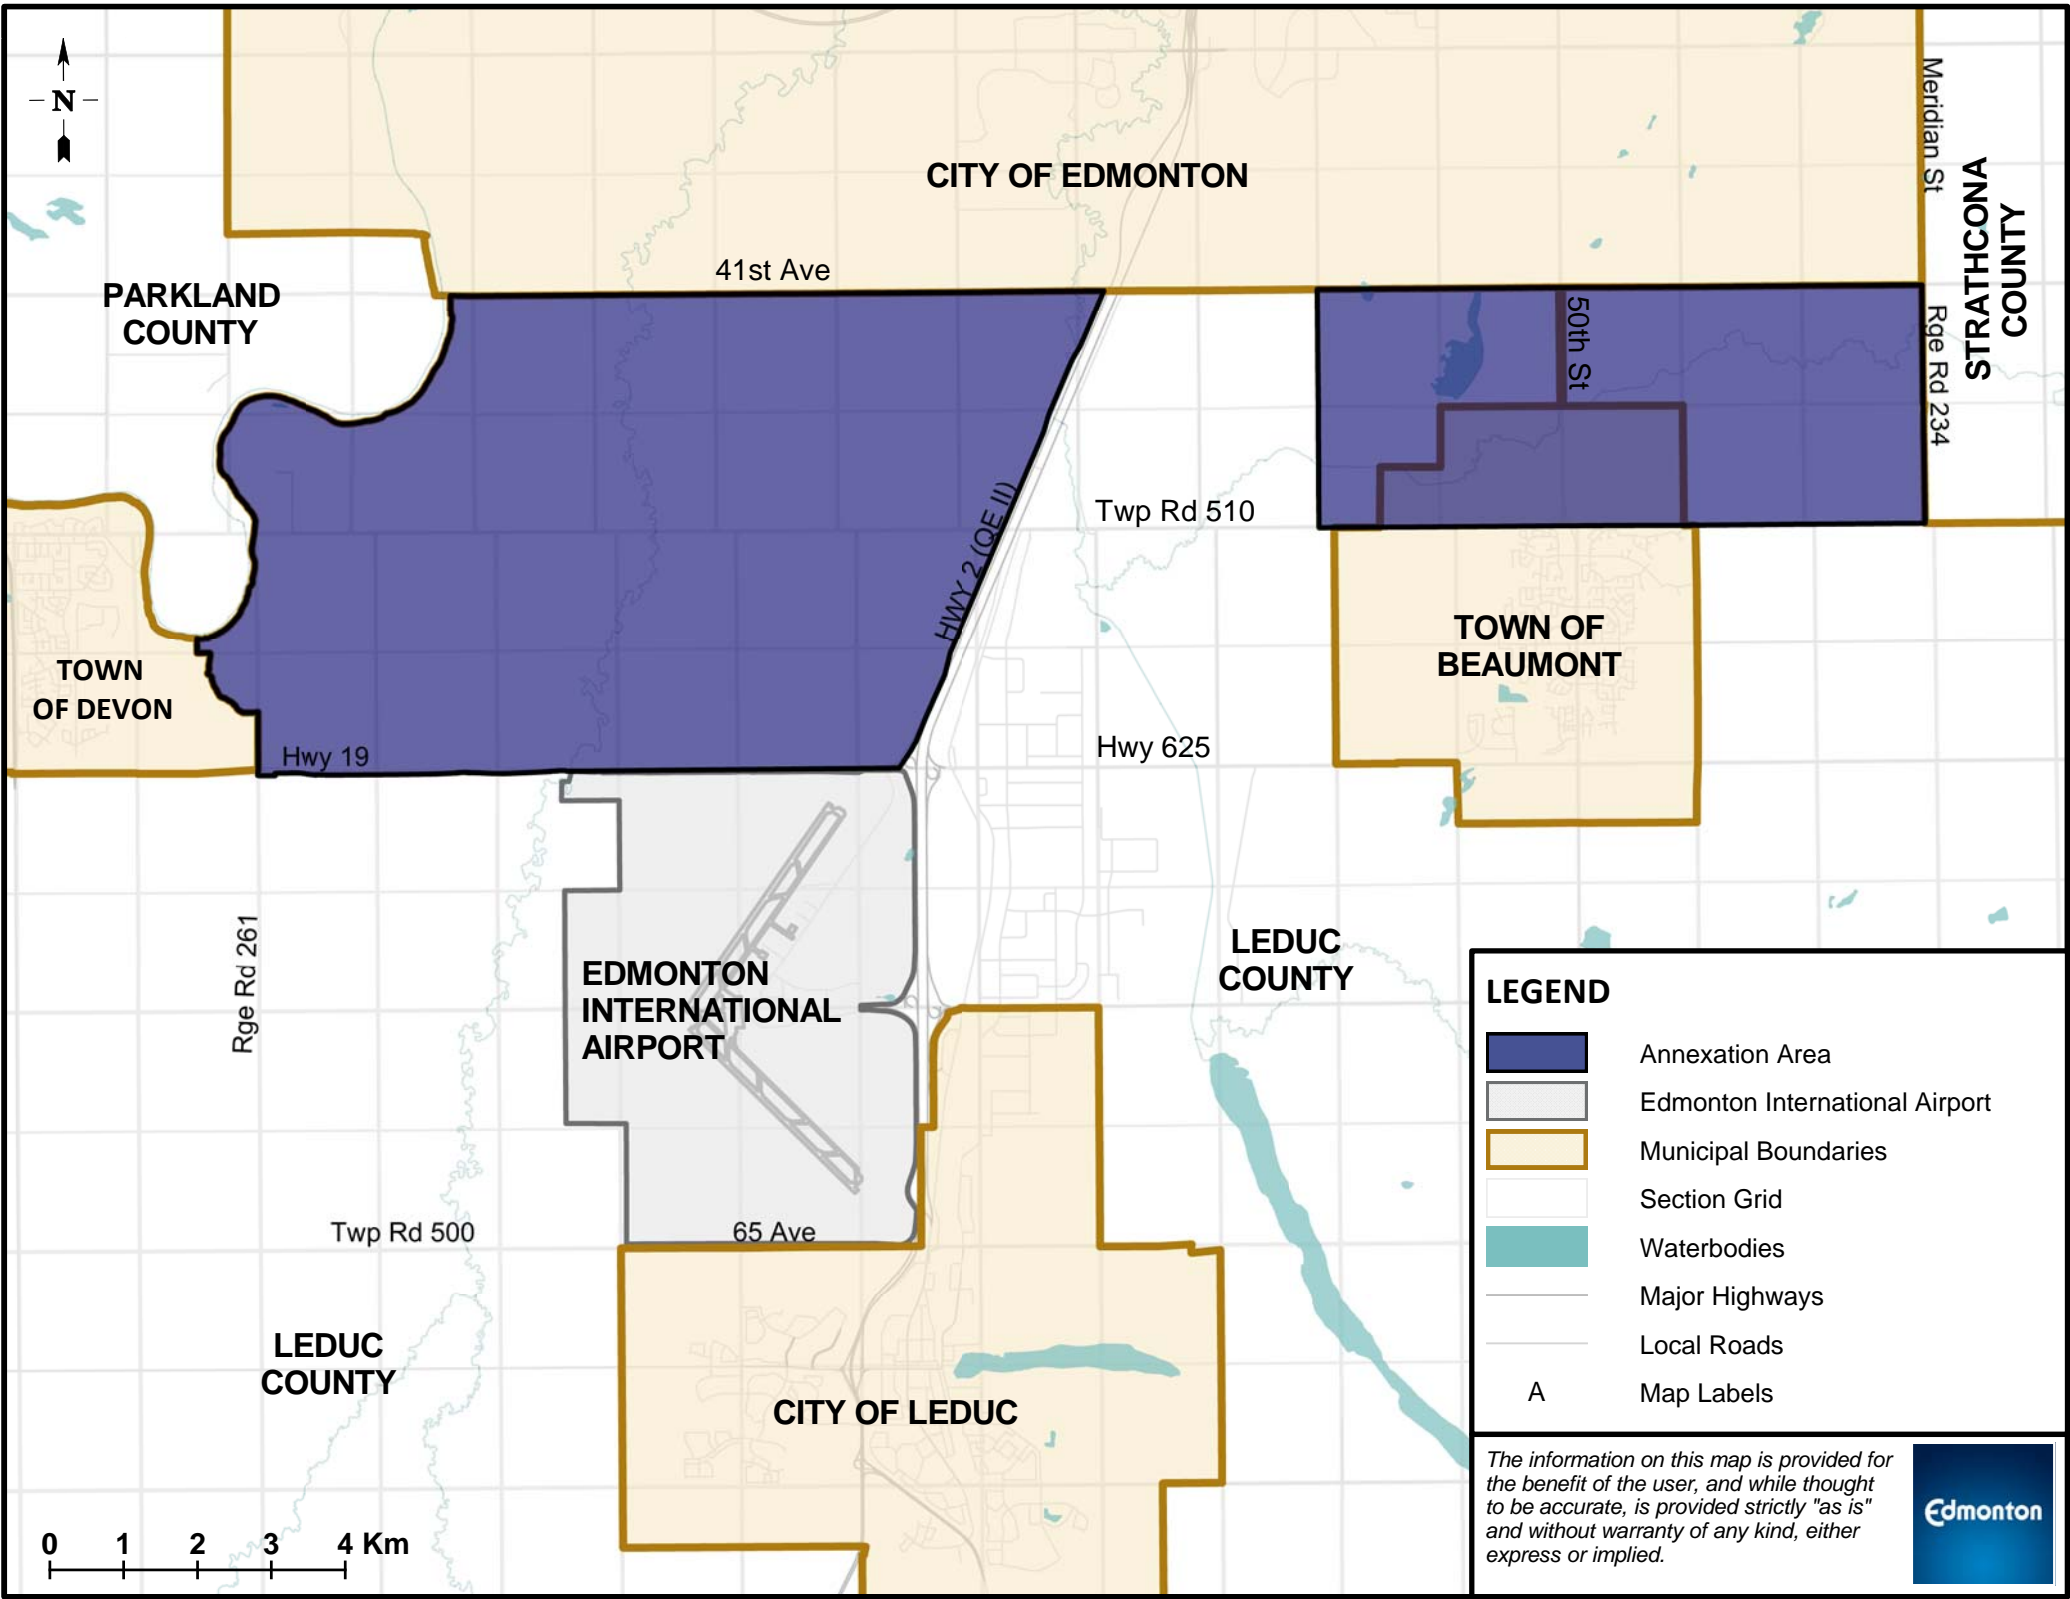 N
CITY OF EDMONTON
Meridian St
STRATHCONA
COUNTY
41st Ave
PARKLAND
COUNTY
50th St
Rge Rd 234
HWY 2 (QE II)
Twp Rd 510
TOWN
OF DEVON
TOWN OF
BEAUMONT
Hwy 19
Hwy 625
Rge Rd 261
EDMONTON
INTERNATIONAL
AIRPORT
LEDUC
COUNTY
Twp Rd 500
65 Ave
LEDUC
COUNTY
CITY OF LEDUC
0 1 2 3 4 Km
LEGEND
Annexation Area
Edmonton International Airport
Municipal Boundaries
Section Grid
Waterbodies
Major Highways
Local Roads
A Map Labels
The information on this map is provided for
the benefit of the user, and while thought
to be accurate, is provided strictly "as is"
and without warranty of any kind, either
express or implied.
Edmonton